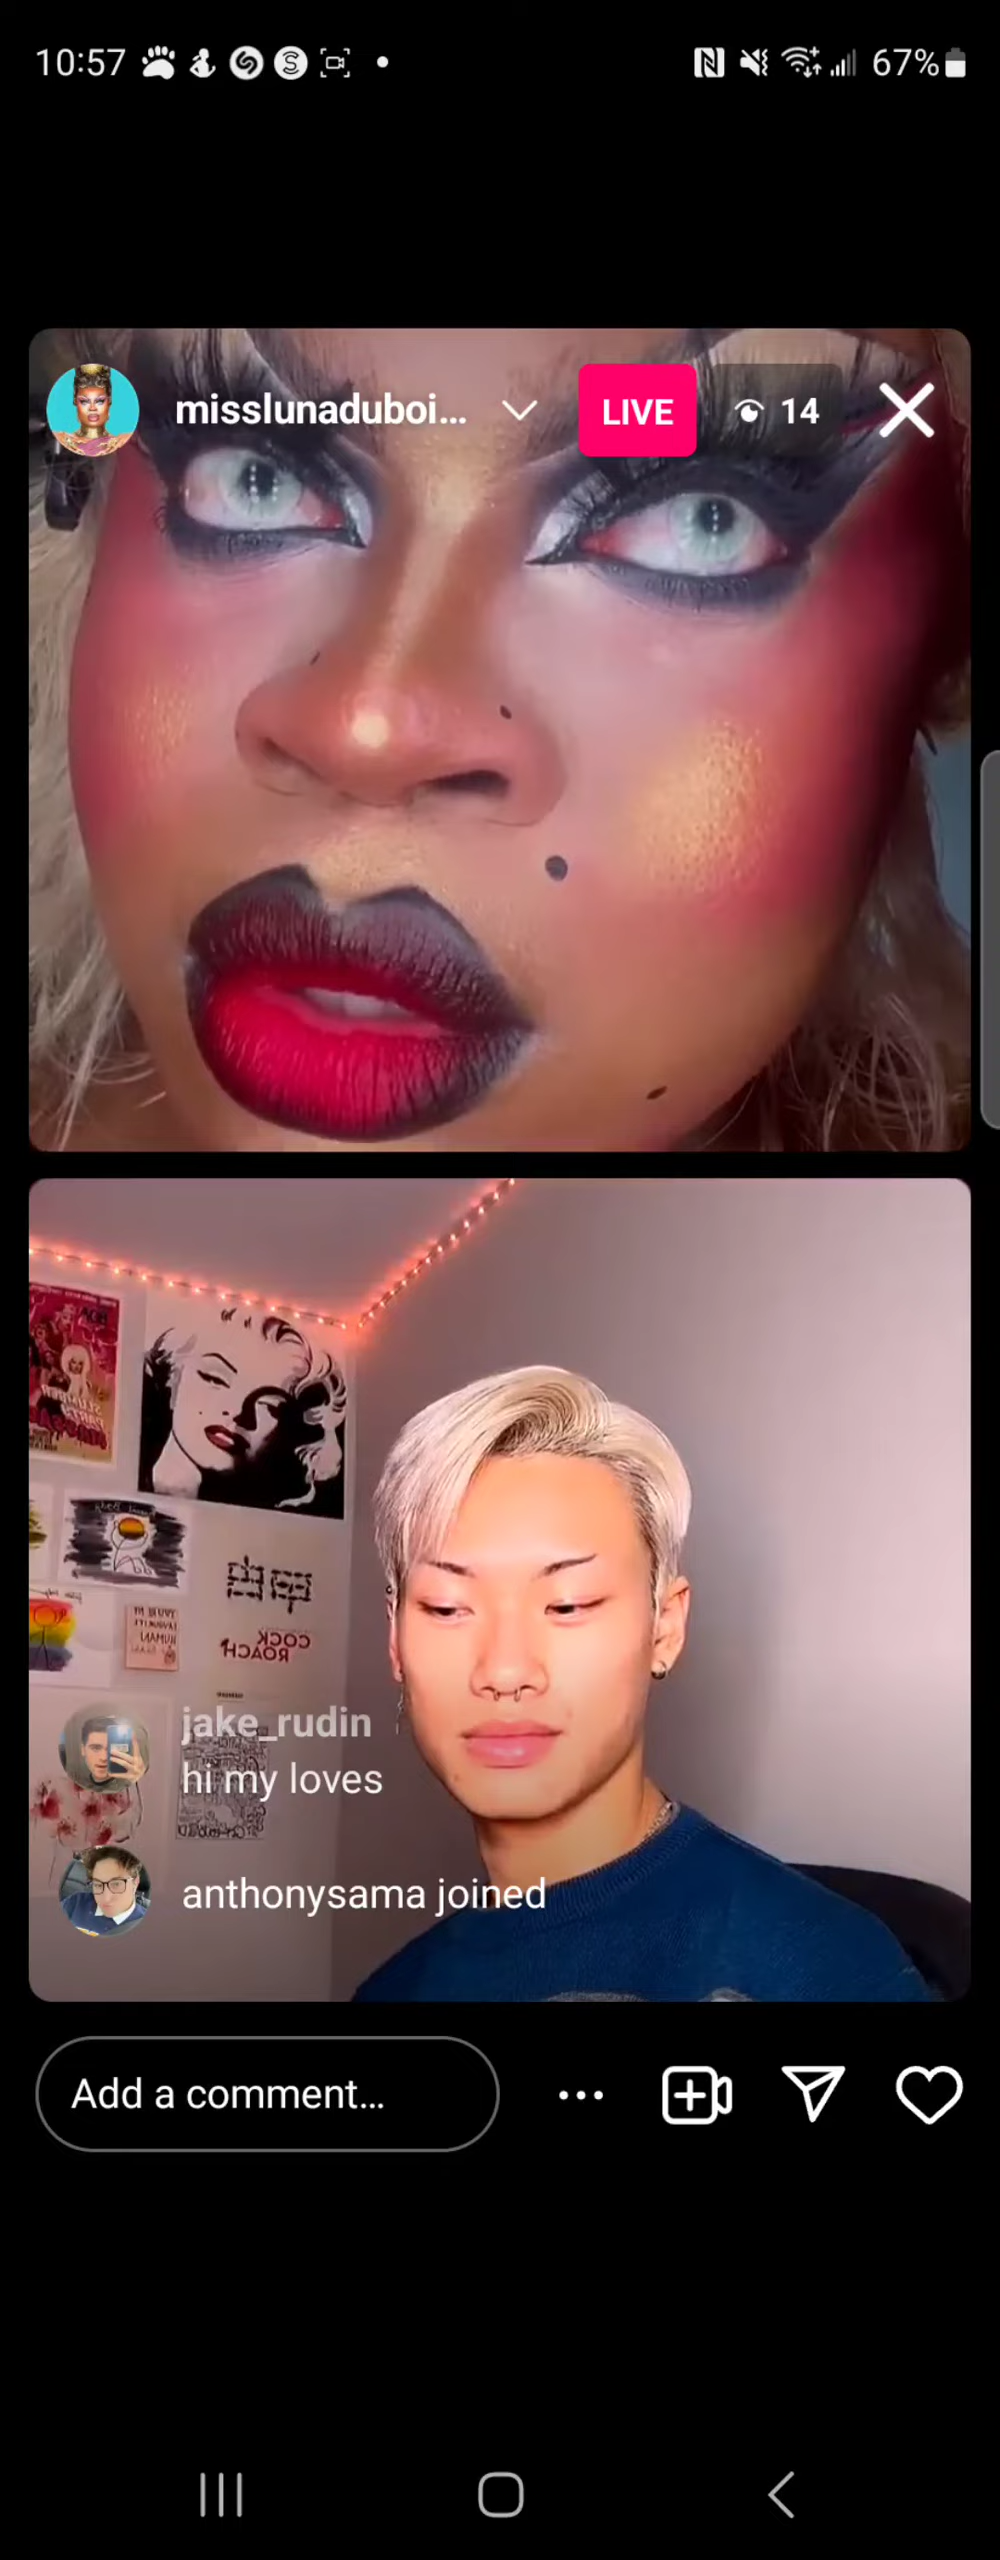 10:57
67%
misslunaduboi...
LIVE
14
COCK
ROACH
jake_rudin
hi my loves
anthonysama joined
Add a comment...